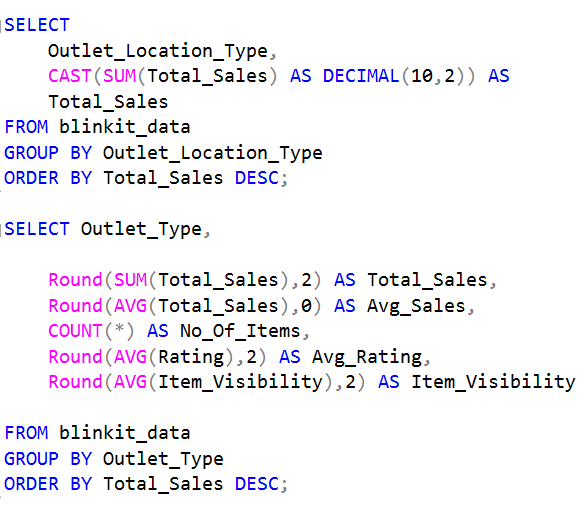 SELECT
    Outlet_Location_Type,
    CAST(SUM(Total_Sales) AS DECIMAL(10,2)) AS
    Total_Sales
FROM blinkit_data
GROUP BY Outlet_Location_Type
ORDER BY Total_Sales DESC;

SELECT Outlet_Type,

    Round(SUM(Total_Sales),2) AS Total_Sales,
    Round(AVG(Total_Sales),0) AS Avg_Sales,
    COUNT(*) AS No_Of_Items,
    Round(AVG(Rating),2) AS Avg_Rating,
    Round(AVG(Item_Visibility),2) AS Item_Visibility

FROM blinkit_data
GROUP BY Outlet_Type
ORDER BY Total_Sales DESC;